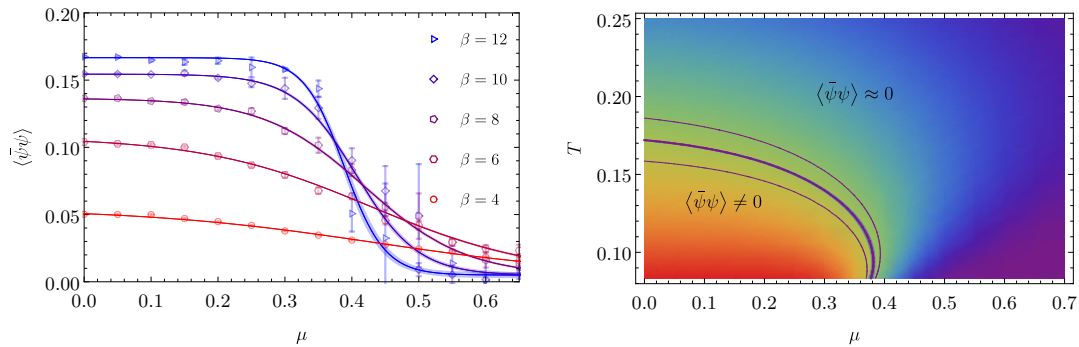 0.20
0.15
0.10
0.05
0.00
⟨ψ̄ψ⟩
0.0 0.1 0.2 0.3 0.4 0.5 0.6
μ
β = 12
β = 10
β = 8
β = 6
β = 4
0.25
0.20
0.15
0.10
T
⟨ψ̄ψ⟩ ≈ 0
⟨ψ̄ψ⟩ ≠ 0
0.0 0.1 0.2 0.3 0.4 0.5 0.6 0.7
μ